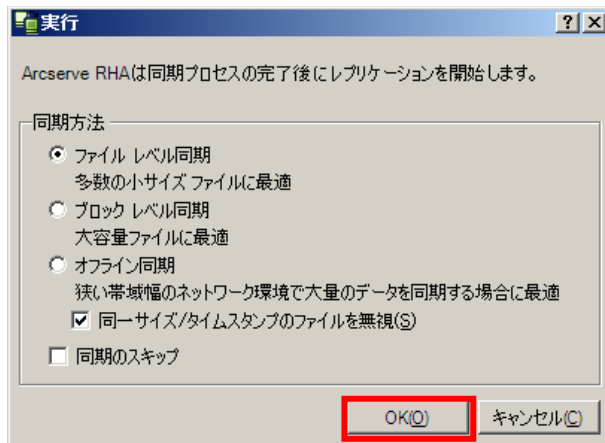 実行
Arcserve RHAは同期プロセスの完了後にレプリケーションを開始します。
同期方法
ファイル レベル同期
多数の小サイズ ファイルに最適
ブロック レベル同期
大容量ファイルに最適
オフライン同期
狭い帯域幅のネットワーク環境で大量のデータを同期する場合に最適
同一サイズ/タイムスタンプのファイルを無視(S)
同期のスキップ
OK(O) キャンセル(C)